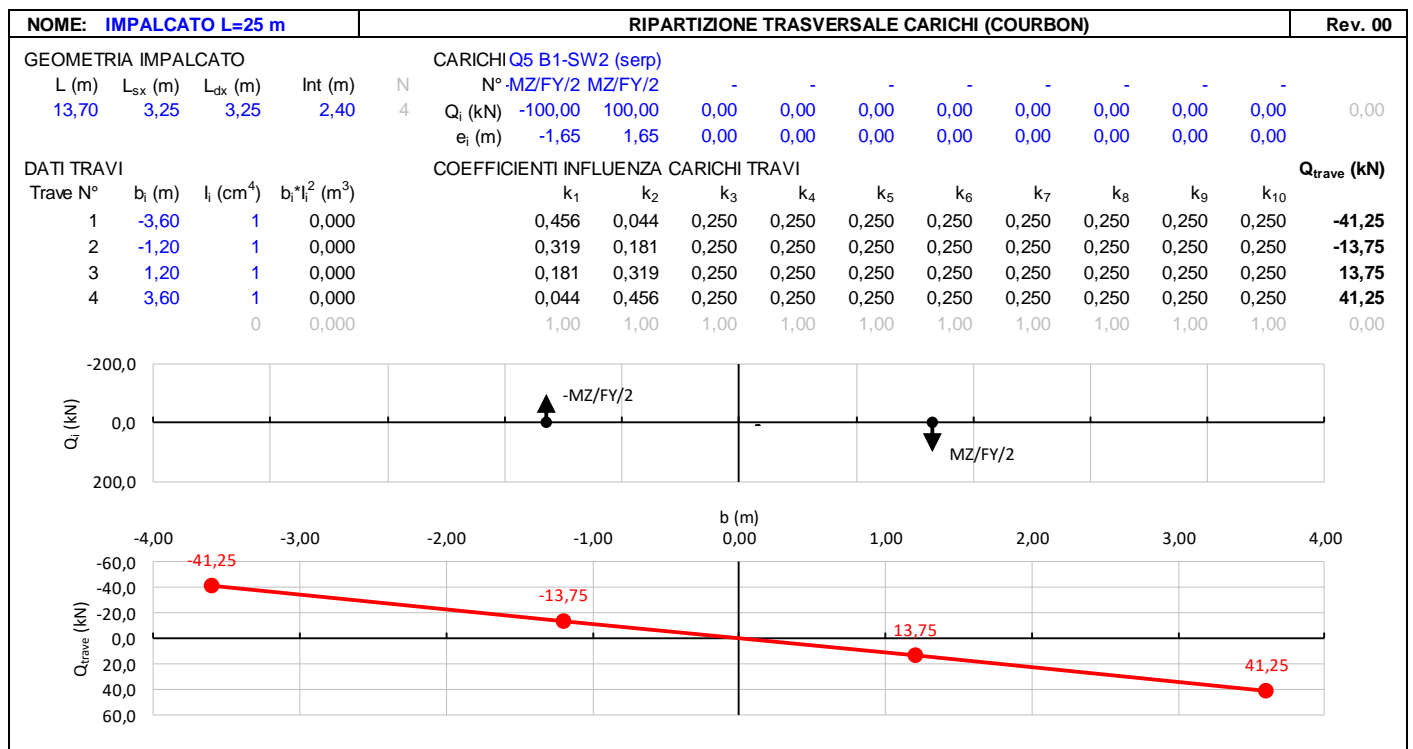 NOME: IMPALCATO L=25 m RIPARTIZIONE TRASVERSALE CARICHI (COURBON) Rev. 00
GEOMETRIA IMPALCATO CARICHI Q5 B1-SW2 (serp)
L (m) Lsx (m) Ldx (m) Int (m) N N° -MZ/FY/2 MZ/FY/2 - - - - - - - -
13,70 3,25 3,25 2,40 4 Qi (kN) -100,00 100,00 0,00 0,00 0,00 0,00 0,00 0,00 0,00 0,00 0,00
ei (m) -1,65 1,65 0,00 0,00 0,00 0,00 0,00 0,00 0,00 0,00
DATI TRAVI COEFFICIENTI INFLUENZA CARICHI TRAVI Qtrave (kN)
Trave N° bi (m) Ii (cm4) bi*Ii2 (m3) k1 k2 k3 k4 k5 k6 k7 k8 k9 k10
1 -3,60 1 0,000 0,456 0,044 0,250 0,250 0,250 0,250 0,250 0,250 0,250 0,250 -41,25
2 -1,20 1 0,000 0,319 0,181 0,250 0,250 0,250 0,250 0,250 0,250 0,250 0,250 -13,75
3 1,20 1 0,000 0,181 0,319 0,250 0,250 0,250 0,250 0,250 0,250 0,250 0,250 13,75
4 3,60 1 0,000 0,044 0,456 0,250 0,250 0,250 0,250 0,250 0,250 0,250 0,250 41,25
0 0,000 1,00 1,00 1,00 1,00 1,00 1,00 1,00 1,00 1,00 1,00 0,00
-200,0
-MZ/FY/2
0,0
-
MZ/FY/2
200,0
Qi (kN)
b (m)
-4,00 -3,00 -2,00 -1,00 0,00 1,00 2,00 3,00 4,00
-60,0
-41,25
-40,0
-13,75
-20,0
0,0
13,75
20,0
41,25
40,0
60,0
Qtrave (kN)